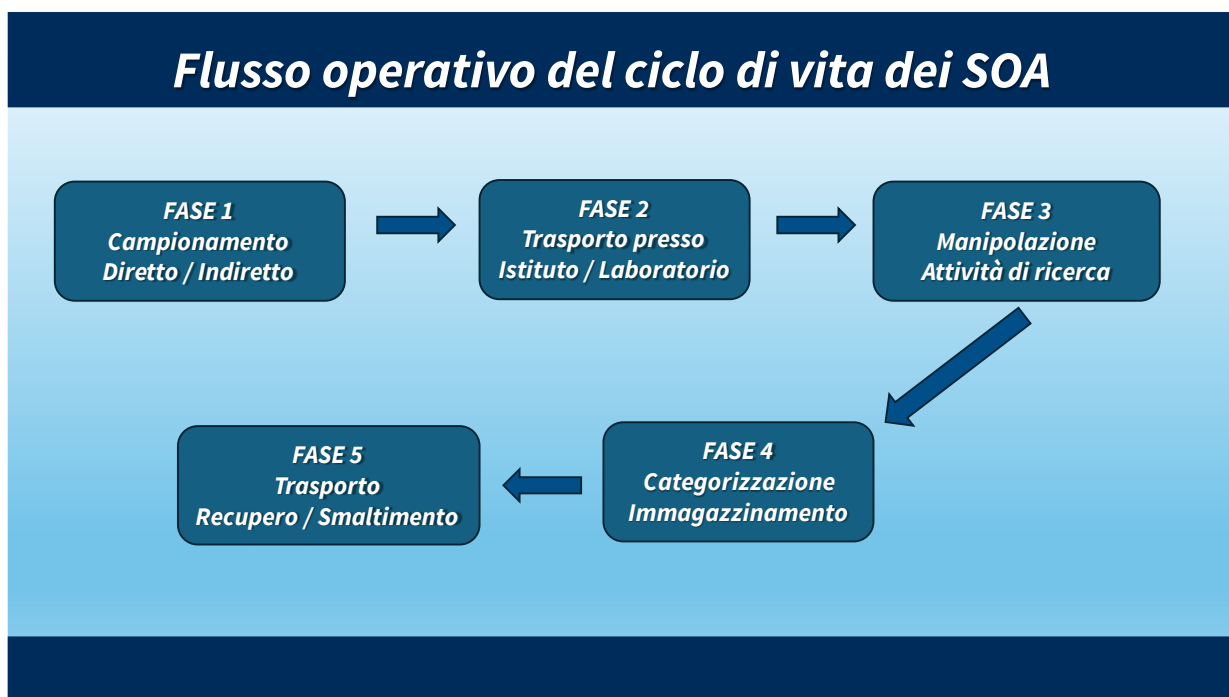 Flusso operativo del ciclo di vita dei SOA
FASE 1
Campionamento
Diretto / Indiretto
FASE 2
Trasporto presso
Istituto / Laboratorio
FASE 3
Manipolazione
Attività di ricerca
FASE 4
Categorizzazione
Immagazzinamento
FASE 5
Trasporto
Recupero / Smaltimento